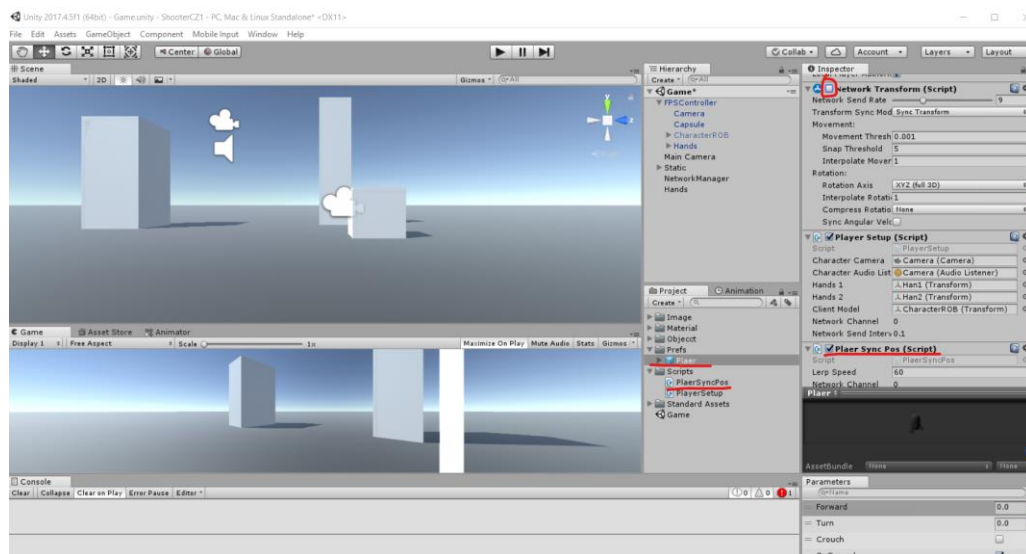 Unity 2017.4.5f1 (64bit) - Game.unity - ShooterCZ1 - PC, Mac & Linux Standalone* <DX11>
File Edit Assets GameObject Component Mobile Input Window Help
Center Global
Collab Account Layers Layout
Scene
Shaded 2D Gizmos All
Hierarchy
Create All
Game*
FPSController
Camera
Capsule
CharacterROB
Hands
Main Camera
Static
NetworkManager
Hands
Project Animation
Create
Image
Material
Objecct
Prefs
Plaer
Scripts
PlaerSyncPos
PlayerSetup
Standard Assets
Game
Game Asset Store Animator
Display 1 Free Aspect Scale 1x Maximize On Play Mute Audio Stats Gizmos
Console
Clear Collapse Clear on Play Error Pause Editor 0 0 1
Inspector
Network Transform (Script)
Network Send Rate 9
Transform Sync Mod Sync Transform
Movement:
Movement Thresh 0.001
Snap Threshold 5
Interpolate Mover 1
Rotation:
Rotation Axis XYZ (full 3D)
Interpolate Rotati 1
Compress Rotatio None
Sync Angular Velc
Player Setup (Script)
Script PlayerSetup
Character Camera Camera (Camera)
Character Audio List Camera (Audio Listener)
Hands 1 Han1 (Transform)
Hands 2 Han2 (Transform)
Client Model CharacterROB (Transform)
Network Channel 0
Network Send Interv 0.1
Plaer Sync Pos (Script)
Script PlaerSyncPos
Lerp Speed 60
Network Channel 0
Plaer
AssetBundle None None
Parameters
Name
Forward 0.0
Turn 0.0
Crouch